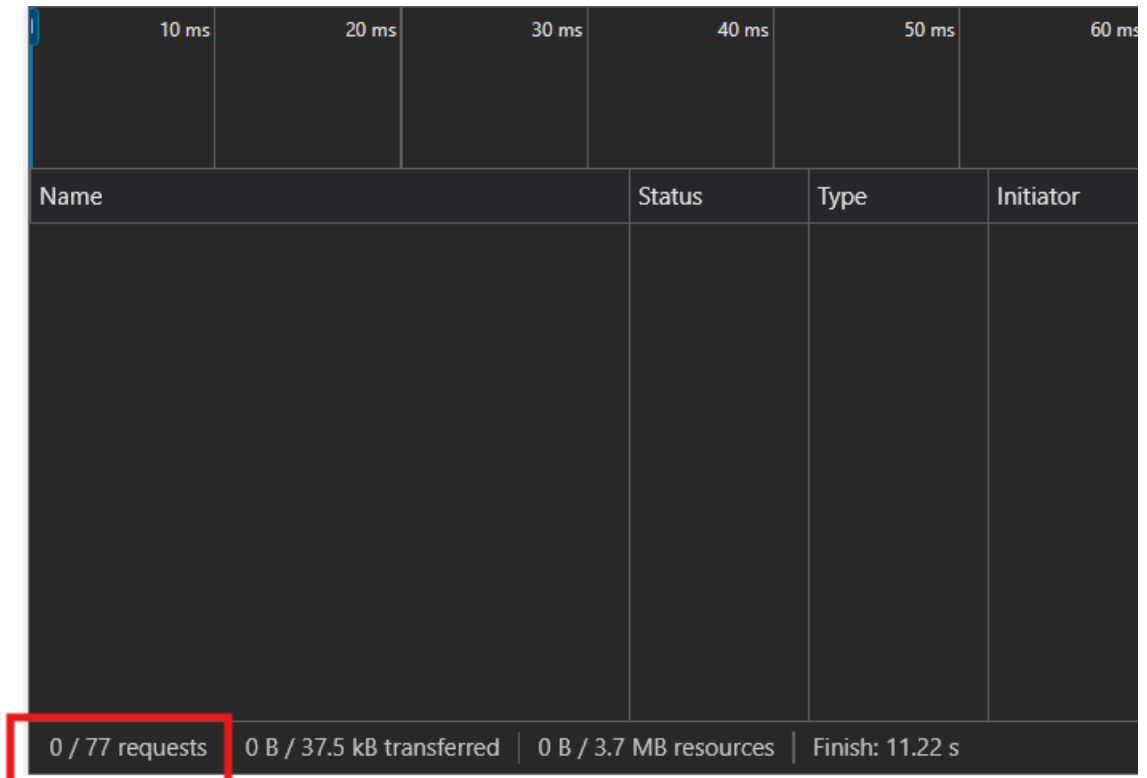 10 ms 20 ms 30 ms 40 ms 50 ms 60 ms
Name Status Type Initiator
0 / 77 requests 0 B / 37.5 kB transferred 0 B / 3.7 MB resources Finish: 11.22 s